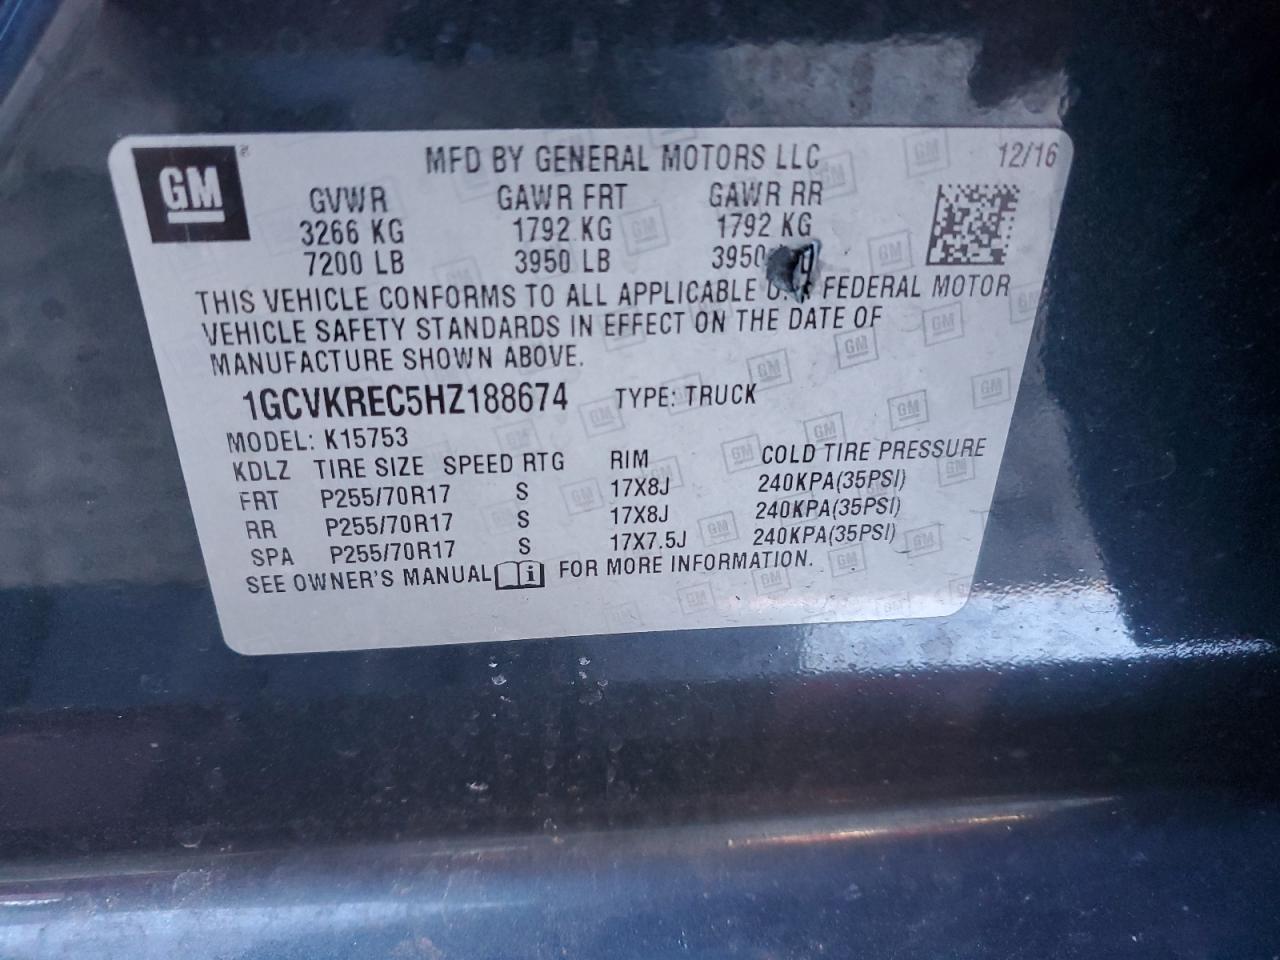 GM MFD BY GENERAL MOTORS LLC 12/16
GVWR GAWR FRT GAWR RR
3266 KG 1792 KG 1792 KG
7200 LB 3950 LB 3950
THIS VEHICLE CONFORMS TO ALL APPLICABLE FEDERAL MOTOR
VEHICLE SAFETY STANDARDS IN EFFECT ON THE DATE OF
MANUFACTURE SHOWN ABOVE.
1GCVKREC5HZ188674 TYPE: TRUCK
MODEL: K15753
KDLZ TIRE SIZE SPEED RTG RIM COLD TIRE PRESSURE
FRT P255/70R17 S 17X8J 240KPA(35PSI)
RR P255/70R17 S 17X8J 240KPA(35PSI)
SPA P255/70R17 S 17X7.5J 240KPA(35PSI)
SEE OWNER'S MANUAL FOR MORE INFORMATION.